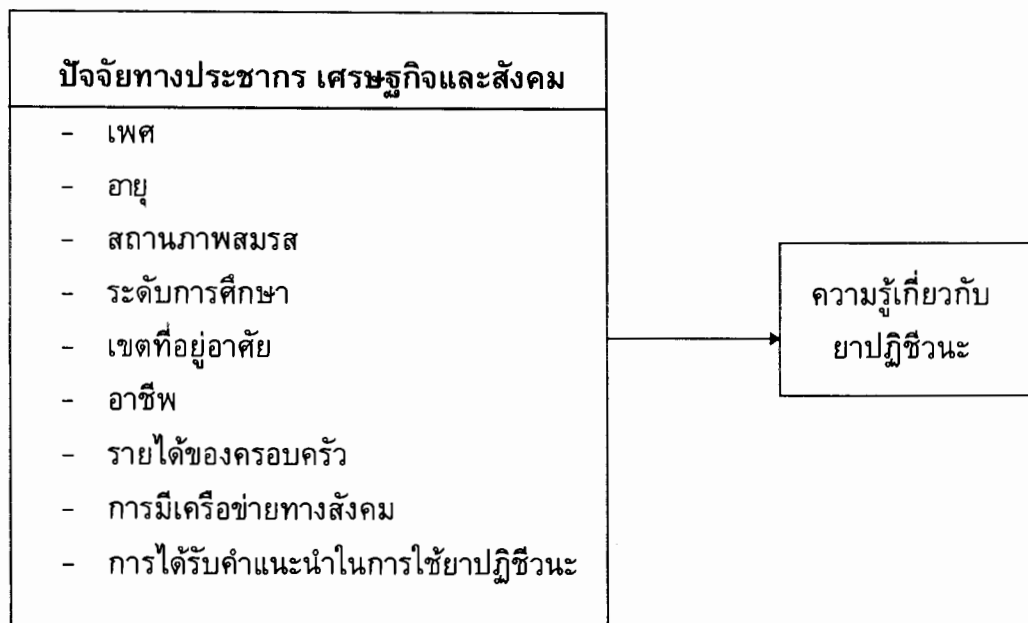 ปัจจัยทางประชากร เศรษฐกิจและสังคม
- เพศ
- อายุ
- สถานภาพสมรส
- ระดับการศึกษา
- เขตที่อยู่อาศัย
- อาชีพ
- รายได้ของครอบครัว
- การมีเครือข่ายทางสังคม
- การได้รับคำแนะนำในการใช้ยาปฏิชีวนะ
ความรู้เกี่ยวกับ
ยาปฏิชีวนะ